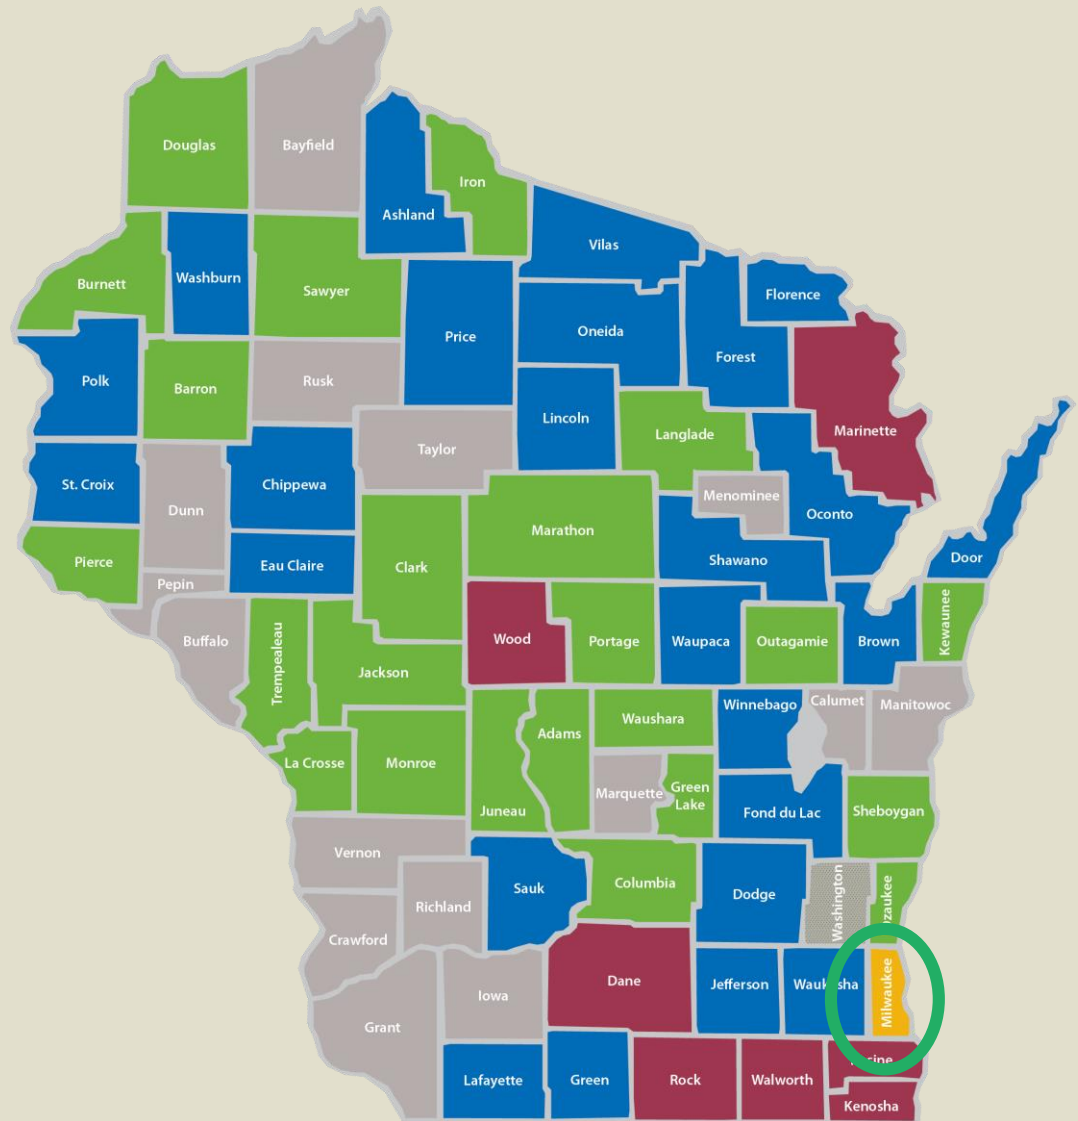 Douglas
Bayfield
Iron
Ashland
Vilas
Burnett
Washburn
Sawyer
Florence
Price
Oneida
Forest
Polk
Barron
Rusk
Lincoln
Marinette
Taylor
Langlade
St. Croix
Chippewa
Menominee
Dunn
Oconto
Marathon
Pierce
Eau Claire
Clark
Shawano
Door
Pepin
Buffalo
Trempealeau
Jackson
Wood
Portage
Waupaca
Outagamie
Brown
Kewaunee
Winnebago
Calumet
Manitowoc
Waushara
Adams
La Crosse
Monroe
Juneau
Marquette
Green
Lake
Fond du Lac
Sheboygan
Vernon
Sauk
Columbia
Dodge
Washington
Richland
Crawford
Dane
Jefferson
Milwaukee
Iowa
Grant
Lafayette
Green
Rock
Walworth
Kenosha